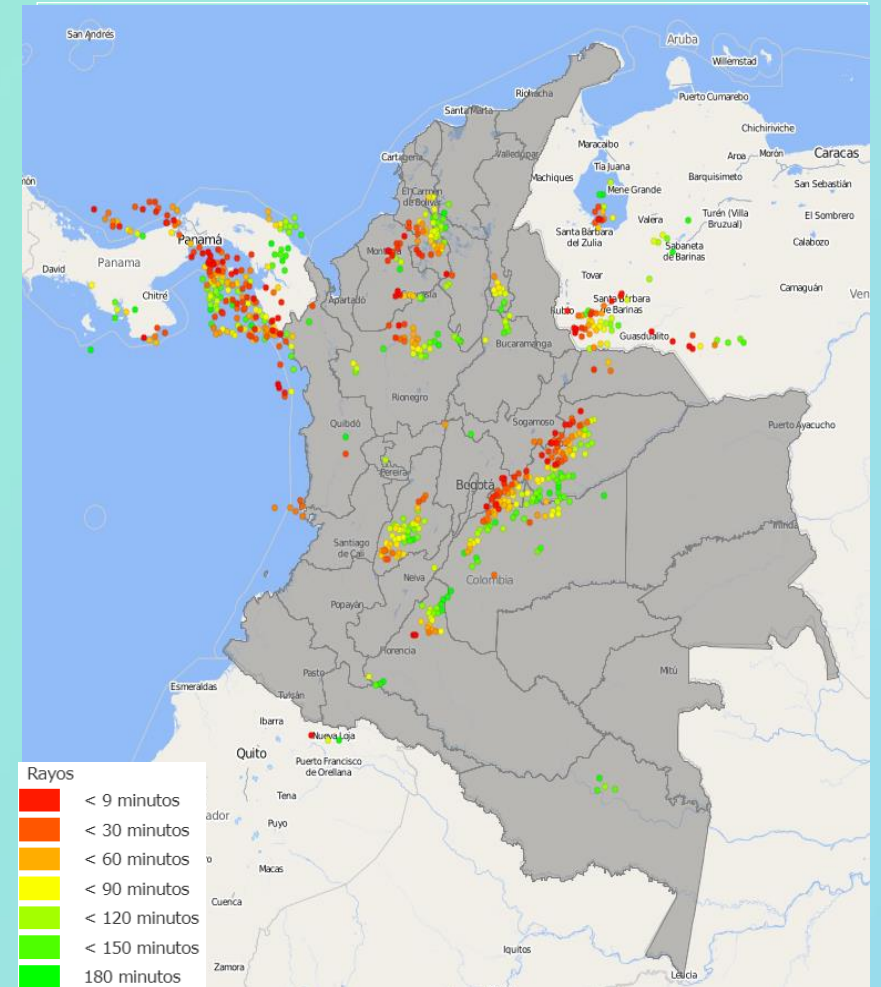 San Andrés
Aruba
Willemstad
Riohacha
Puerto Cumarebo
Santa Marta
Chichiriviche
Maracaibo
Cartagena
Valledupar
Tia Juana
Aroa
Morón
Caracas
Machiques
Barquisimeto
món
El Carmen
de Bolívar
Mene Grande
San Sebastián
Valera
Turén (Villa
Bruzual)
El Sombrero
Santa Bárbara
del Zulia
Panamá
Sabaneta
de Barinas
Calabozo
David
Panama
Tovar
Camaguán
Chitré
Apartadó
Santa Bárbara
de Barinas
Ven
Guasdualito
Bucaramanga
Rionegro
Quibdó
Sogamoso
Puerto Ayacucho
Pereira
Bogotá
Santiago
de Cali
Inírida
Neiva
Colombia
Popayán
Florencia
Mitú
Pasto
Esmeraldas
Tulcán
Ibarra
Nueva Loja
Quito
Puerto Francisco
de Orellana
Rayos
< 9 minutos
< 30 minutos
< 60 minutos
< 90 minutos
< 120 minutos
< 150 minutos
180 minutos
Tena
ador
Puyo
Macas
Cuenca
Zamora
Iquitos
Leticia